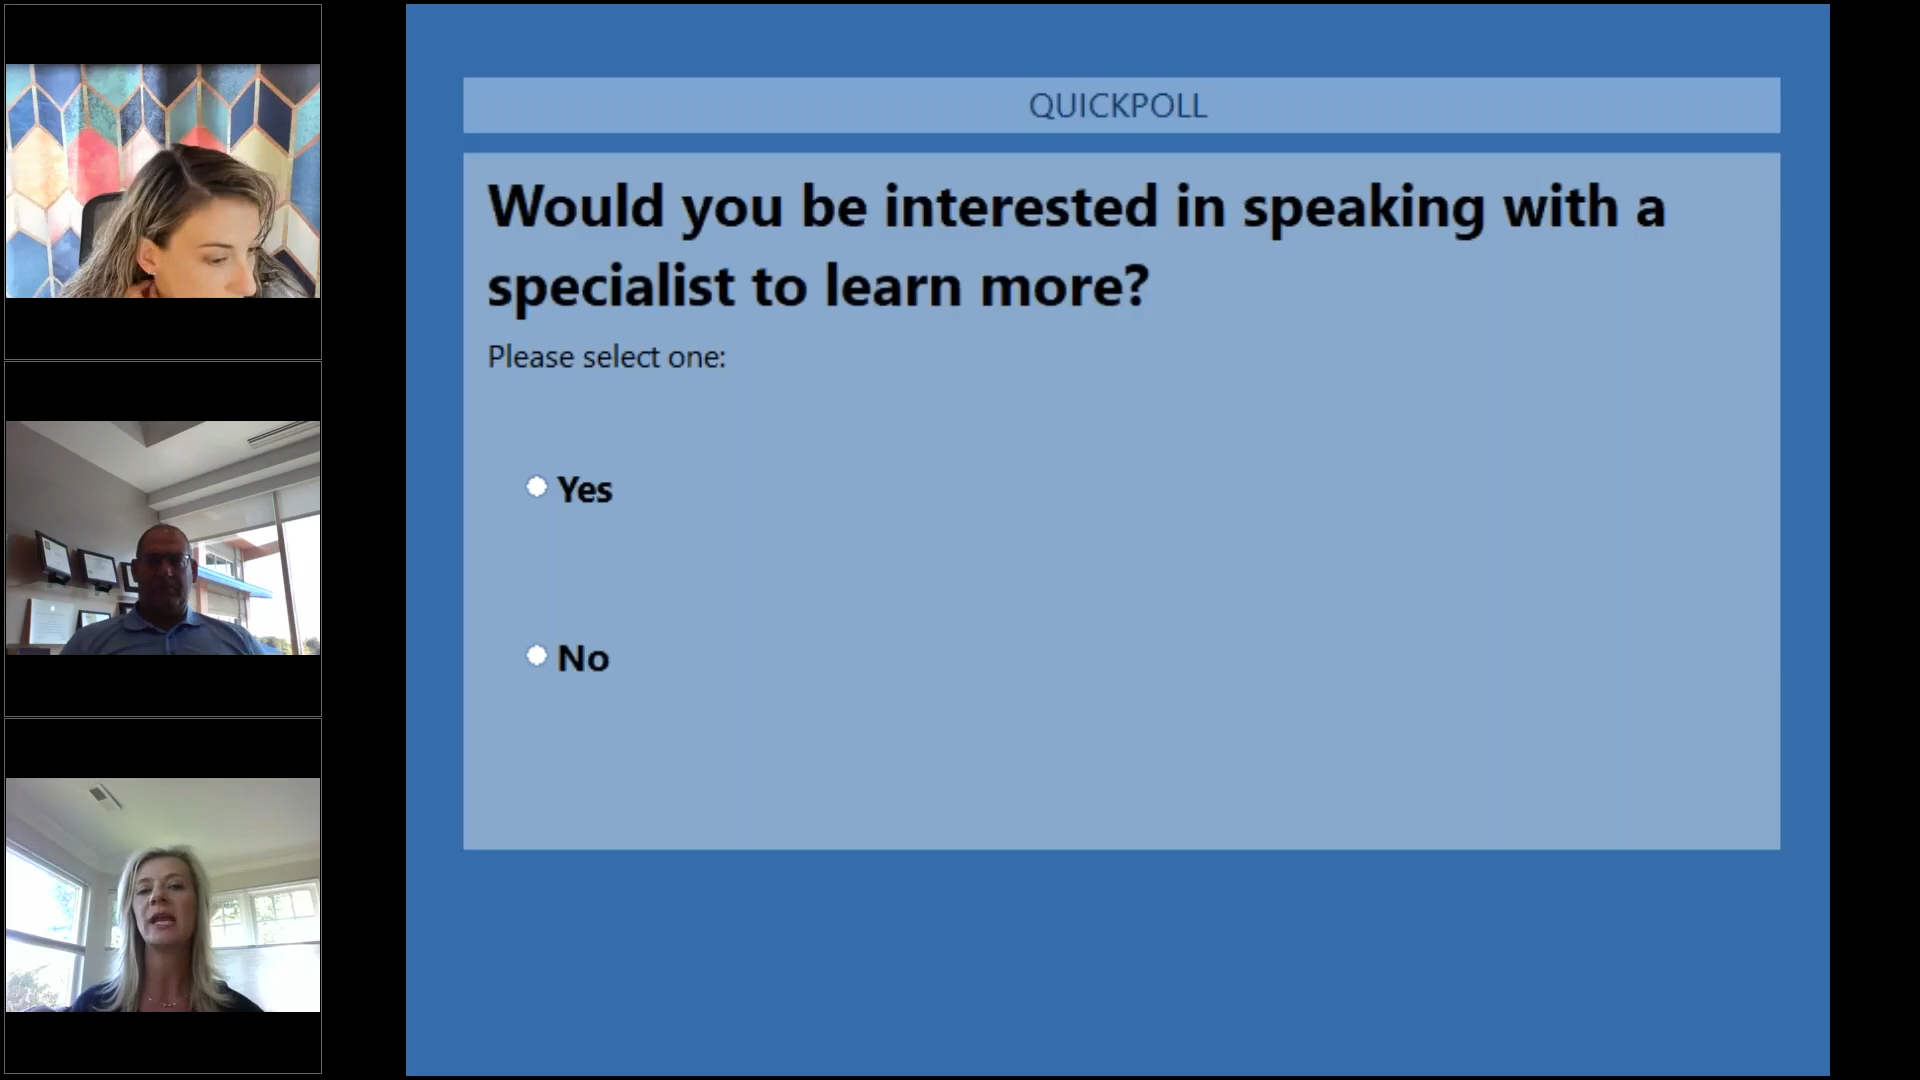 QUICKPOLL
Would you be interested in speaking with a
specialist to learn more?
Please select one:
Yes
No